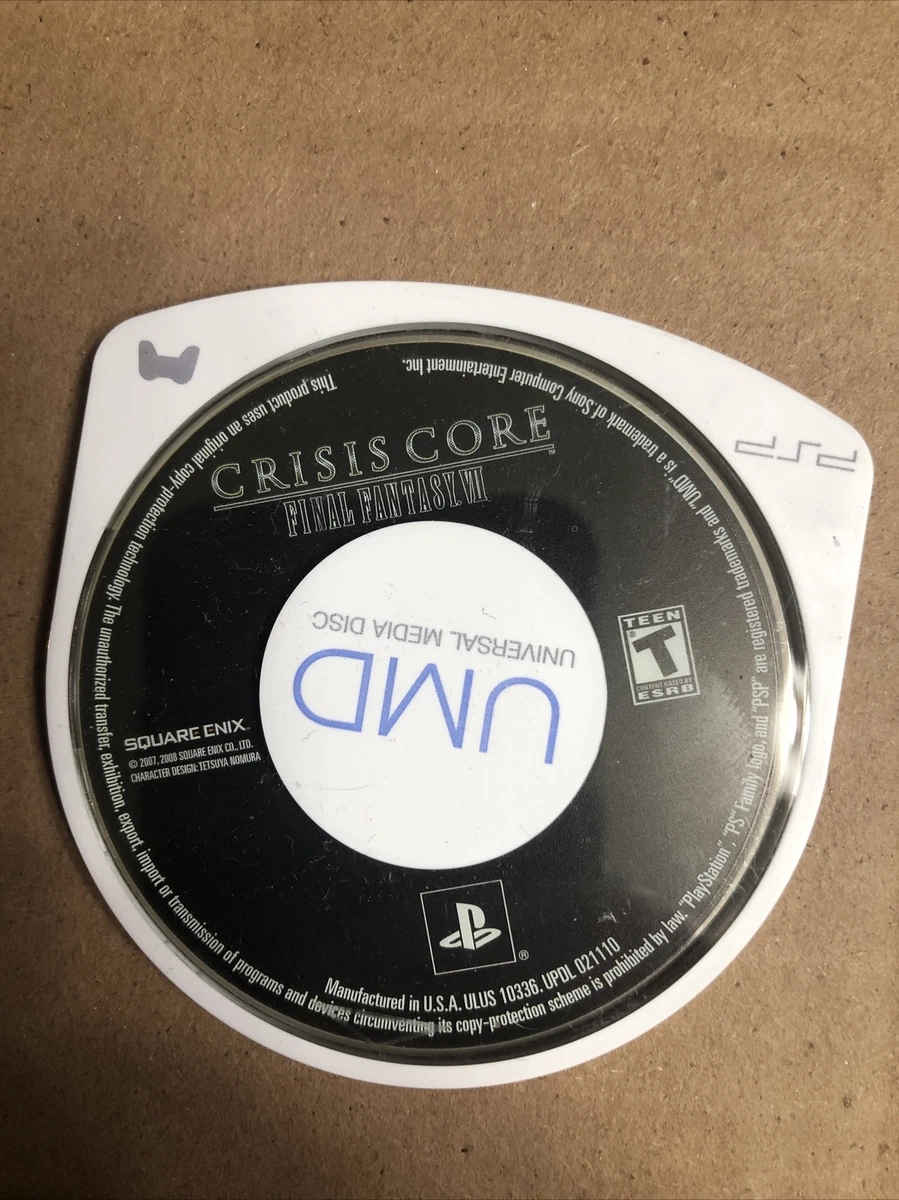 PSP
CRISIS CORE™
FINAL FANTASY VII
UNIVERSAL MEDIA DISC
UMD
TEEN
T
CONTENT RATED BY
ESRB
SQUARE ENIX™
© 2007, 2008 SQUARE ENIX CO., LTD.
CHARACTER DESIGN: TETSUYA NOMURA
®
Manufactured in U.S.A. ULUS 10336. UPDL 021110
This product uses an original copy-protection technology. The unauthorized transfer, exhibition, export, import or transmission of programs and devices circumventing its copy-protection scheme is prohibited by law. "PlayStation", "PS" Family logo, and "PSP" are registered trademarks and "UMD" is a trademark of Sony Computer Entertainment Inc.